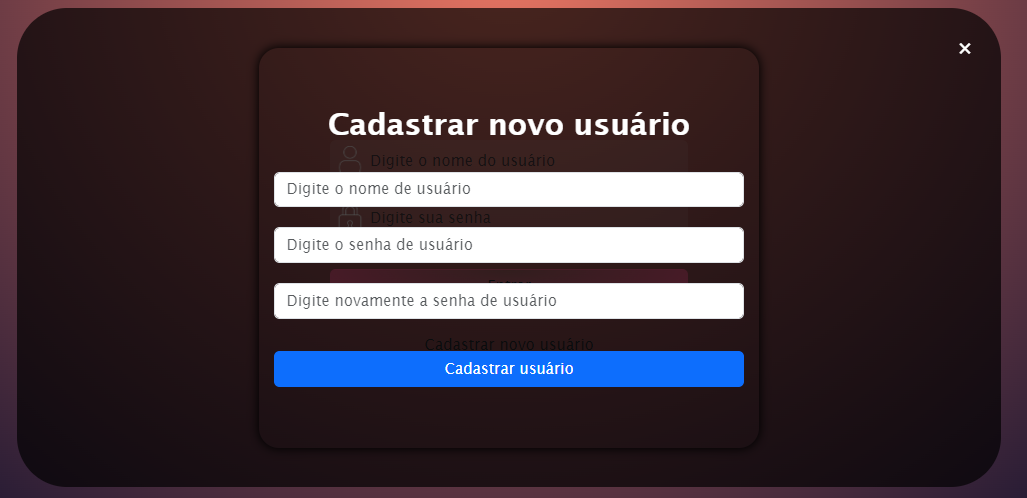 ×
Cadastrar novo usuário
Digite o nome do usuário
Digite o nome de usuário
Digite sua senha
Digite o senha de usuário
Digite novamente a senha de usuário
Cadastrar novo usuário
Cadastrar usuário